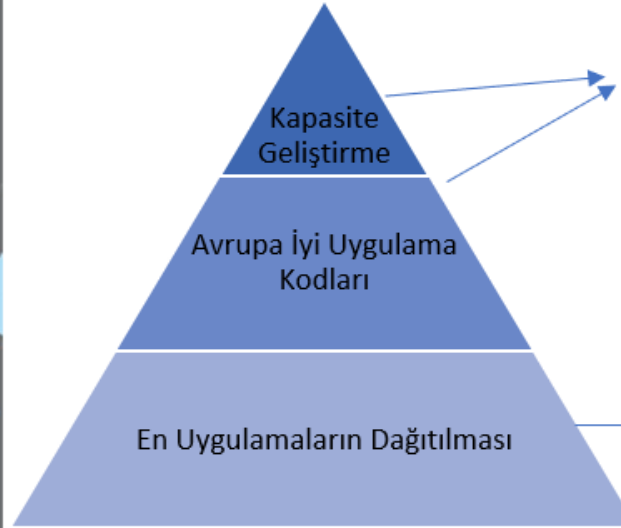 Kapasite
Geliştirme
Avrupa İyi Uygulama
Kodları
En Uygulamaların Dağıtılması